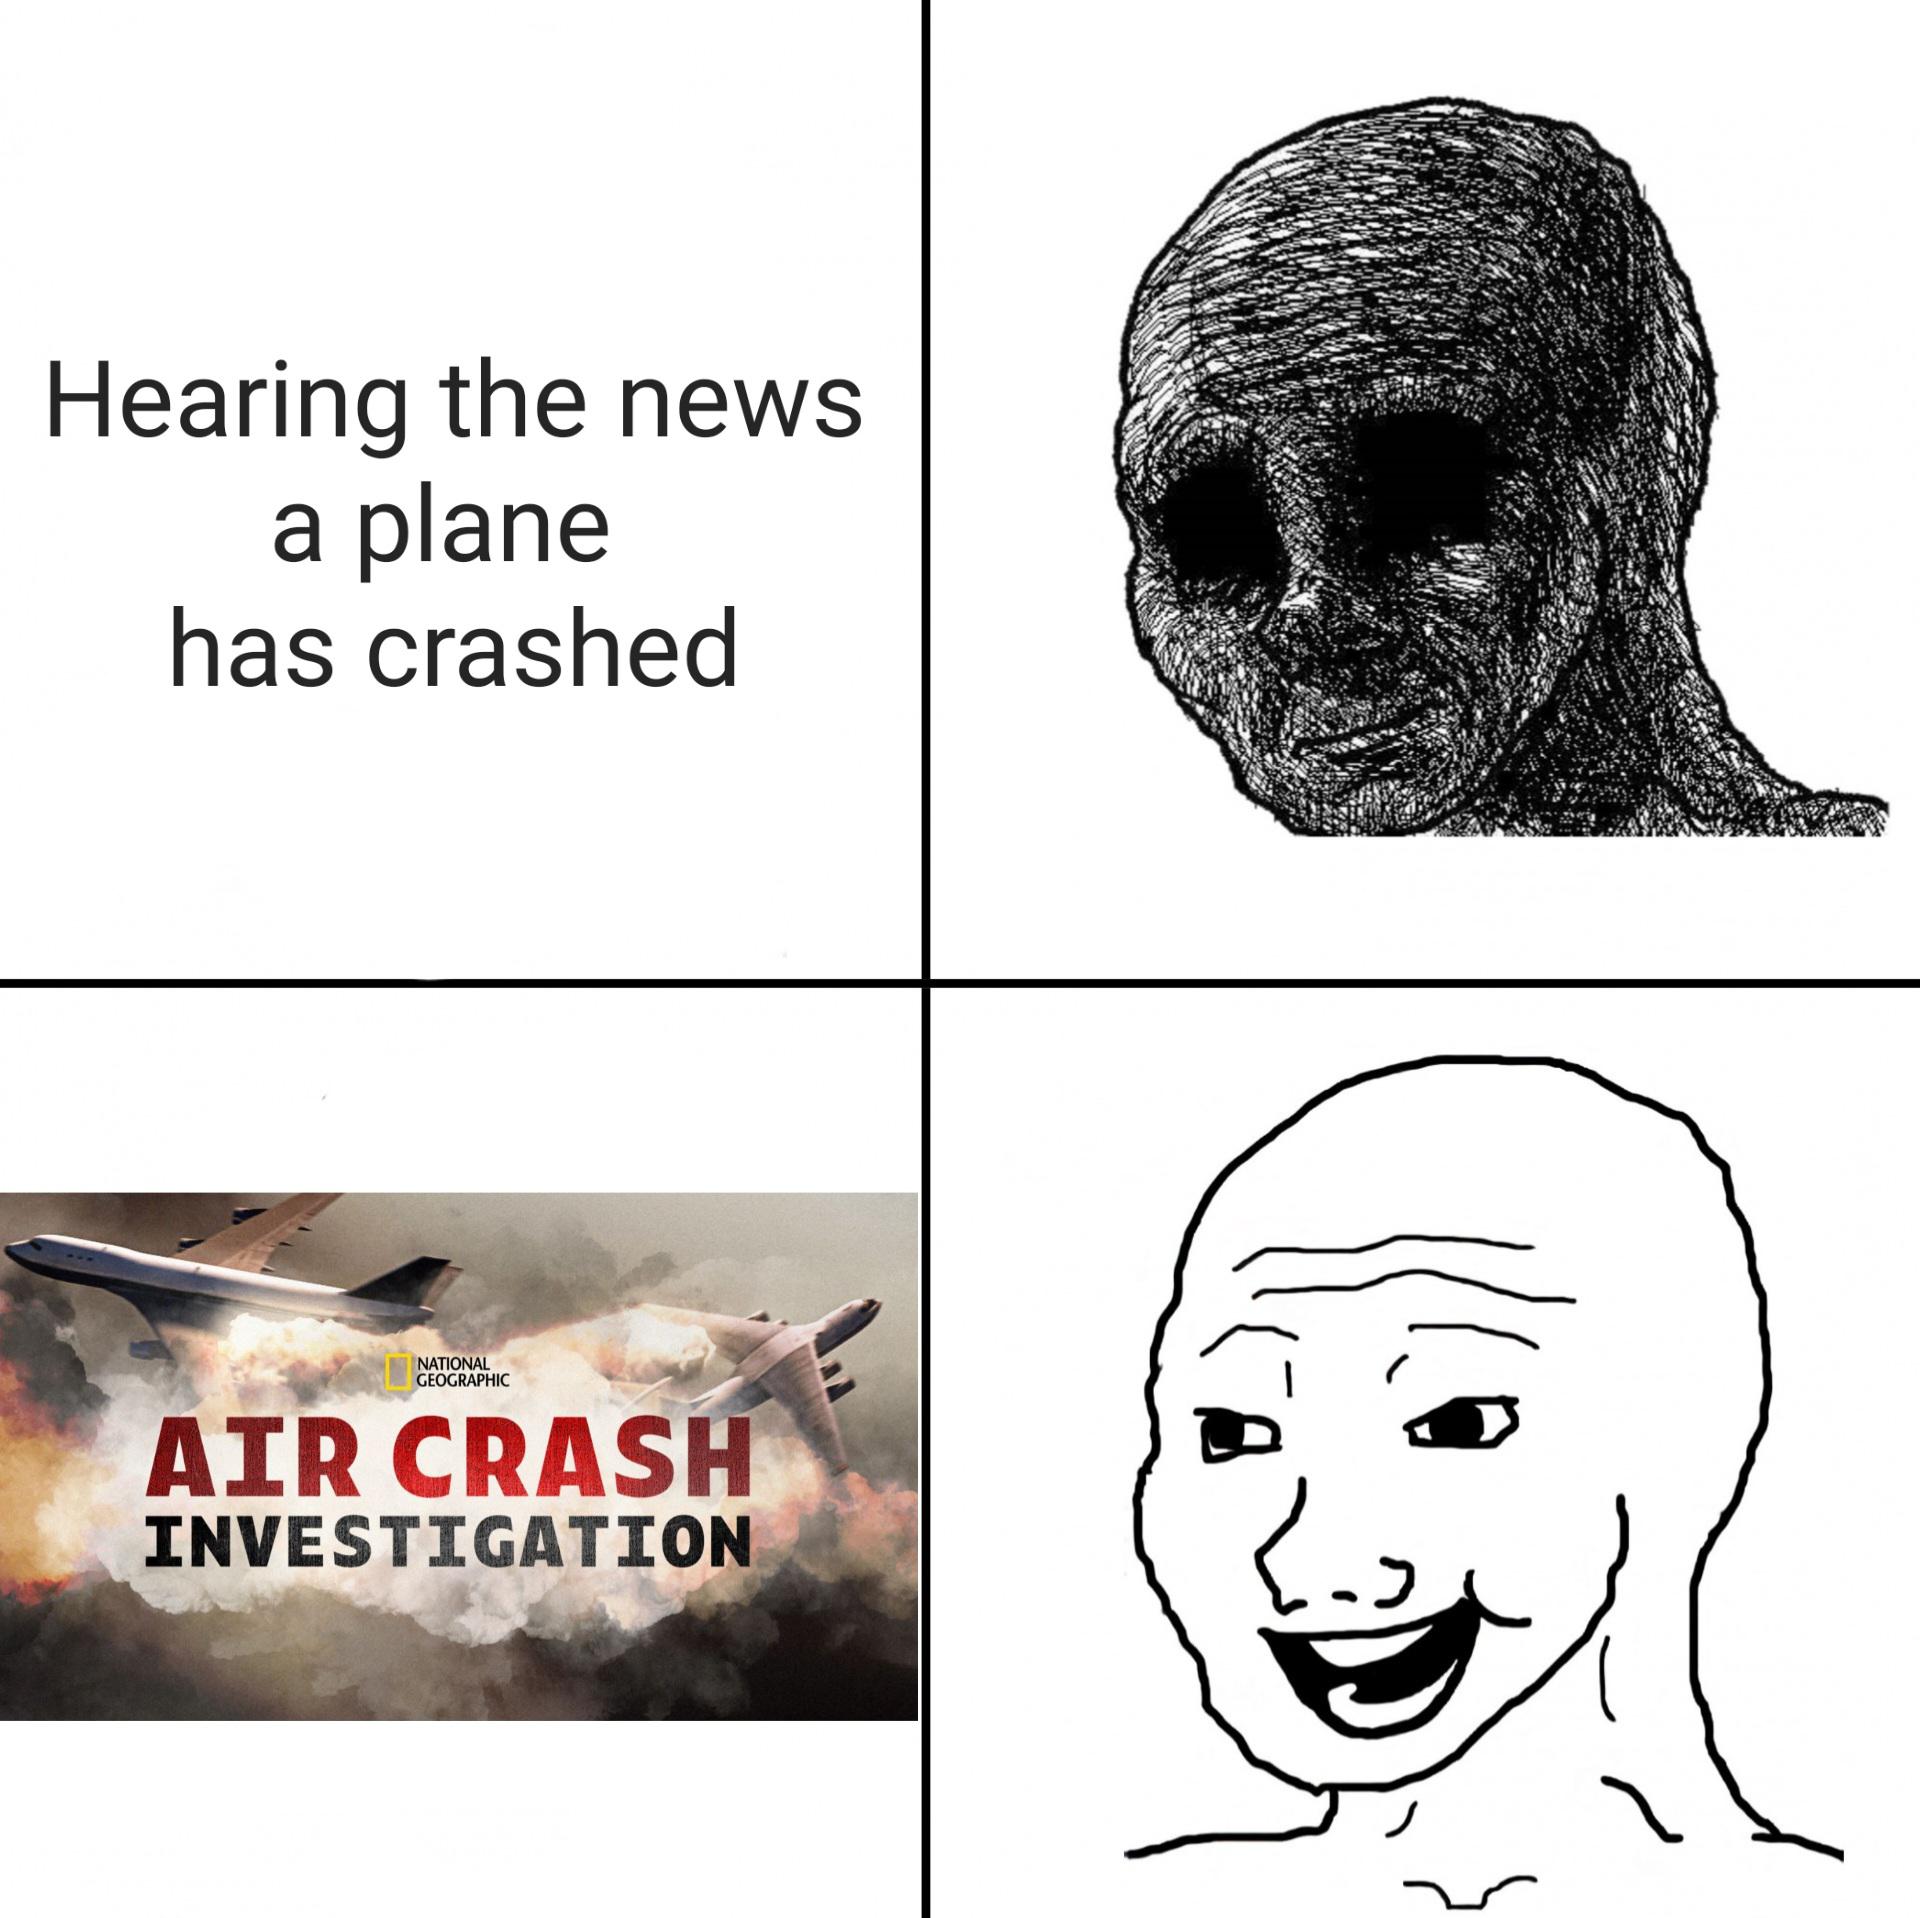 Hearing the news
a plane
has crashed
NATIONAL
GEOGRAPHIC
AIR CRASH
INVESTIGATION